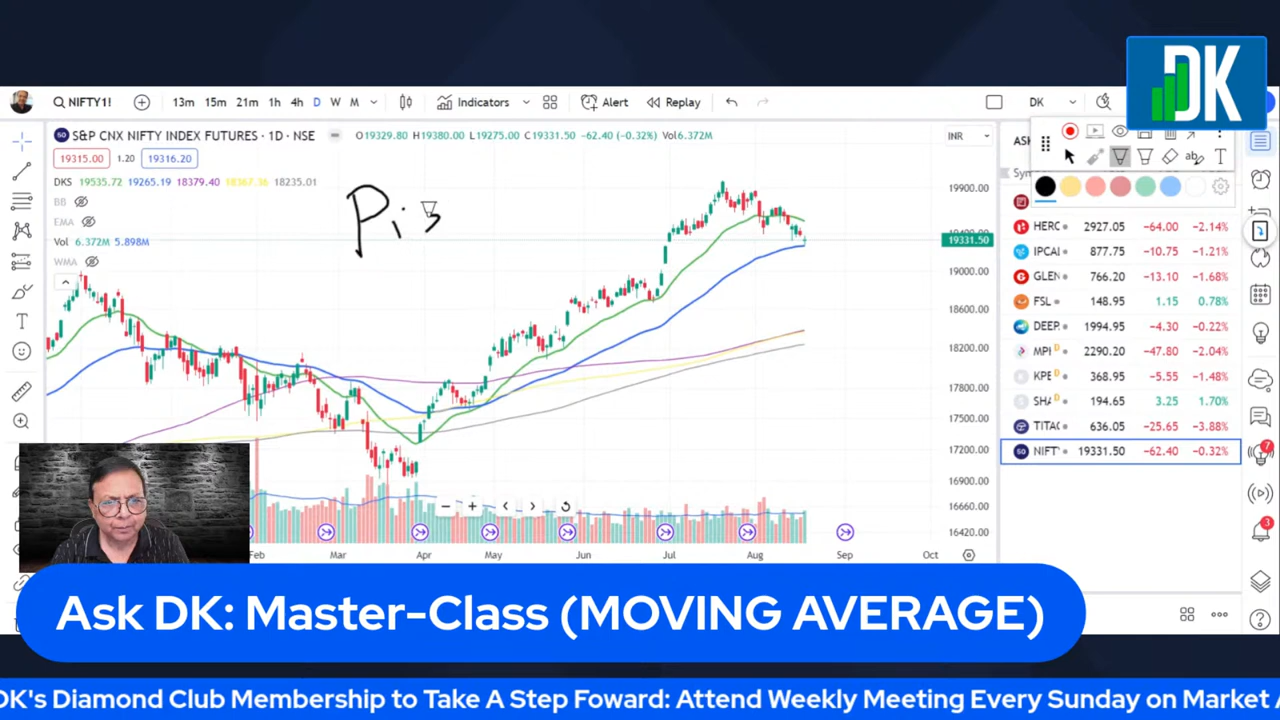 DK
NIFTY1!
13m 15m 21m 1h 4h D W M
Indicators
Alert
Replay
DK
S&P CNX NIFTY INDEX FUTURES · 1D · NSE
O19329.80 H19380.00 L19275.00 C19331.50 −62.40 (−0.32%) Vol6.372M
INR
19315.00 1.20 19316.20
DKS 19535.72 19265.19 18379.40 18367.36 18235.01
BB
EMA
Vol 6.372M 5.898M
WMA
Pi
19900.00
19331.50
19000.00
18600.00
18200.00
17800.00
17500.00
17200.00
16900.00
16660.00
16420.00
Feb Mar Apr May Jun Jul Aug Sep Oct
ASK
HERC 2927.05 −64.00 −2.14%
IPCAI 877.75 −10.75 −1.21%
GLEN 766.20 −13.10 −1.68%
FSL 148.95 1.15 0.78%
DEEP 1994.95 −4.30 −0.22%
MPI D 2290.20 −47.80 −2.04%
KPE D 368.95 −5.55 −1.48%
SHA D 194.65 3.25 1.70%
TITAG 636.05 −25.65 −3.88%
NIFTY 19331.50 −62.40 −0.32%
7
3
Ask DK: Master-Class (MOVING AVERAGE)
DK's Diamond Club Membership to Take A Step Foward: Attend Weekly Meeting Every Sunday on Market